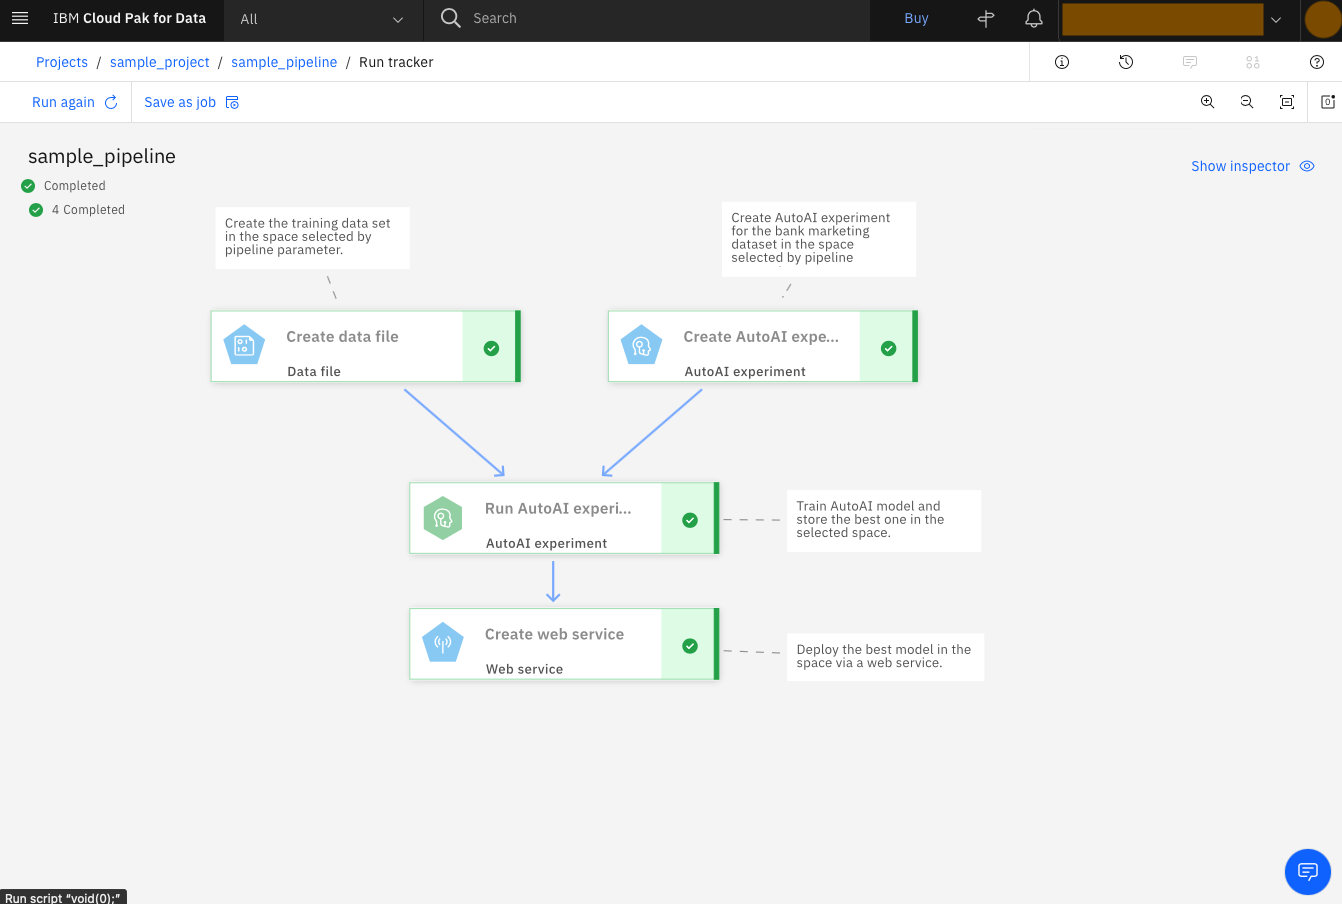 IBM Cloud Pak for Data
All
Search
Buy
Projects / sample_project / sample_pipeline / Run tracker
Run again
Save as job
sample_pipeline
Show inspector
Completed
4 Completed
Create the training data set
in the space selected by
pipeline parameter.
Create AutoAI experiment
for the bank marketing
dataset in the space
selected by pipeline
Create data file
Data file
Create AutoAI expe...
AutoAI experiment
Run AutoAI experi...
AutoAI experiment
Train AutoAI model and
store the best one in the
selected space.
Create web service
Web service
Deploy the best model in the
space via a web service.
Run script “void(0);”